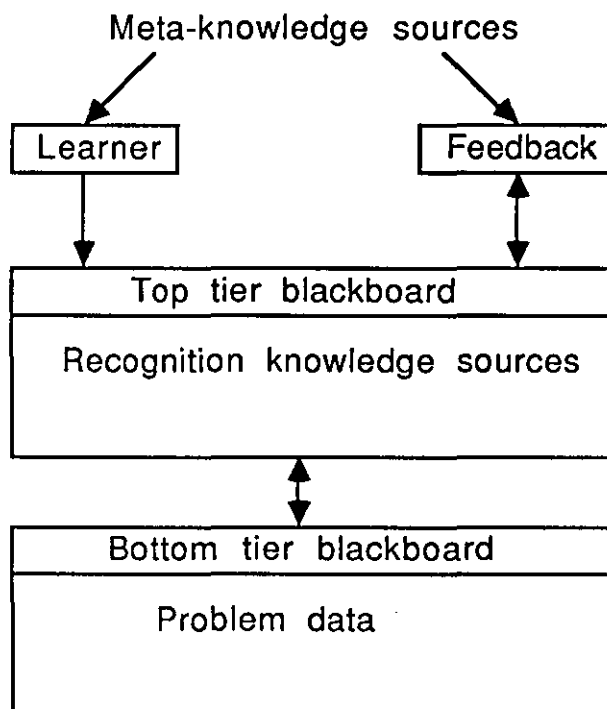 Meta-knowledge sources
Learner
Feedback
Top tier blackboard
Recognition knowledge sources
Bottom tier blackboard
Problem data